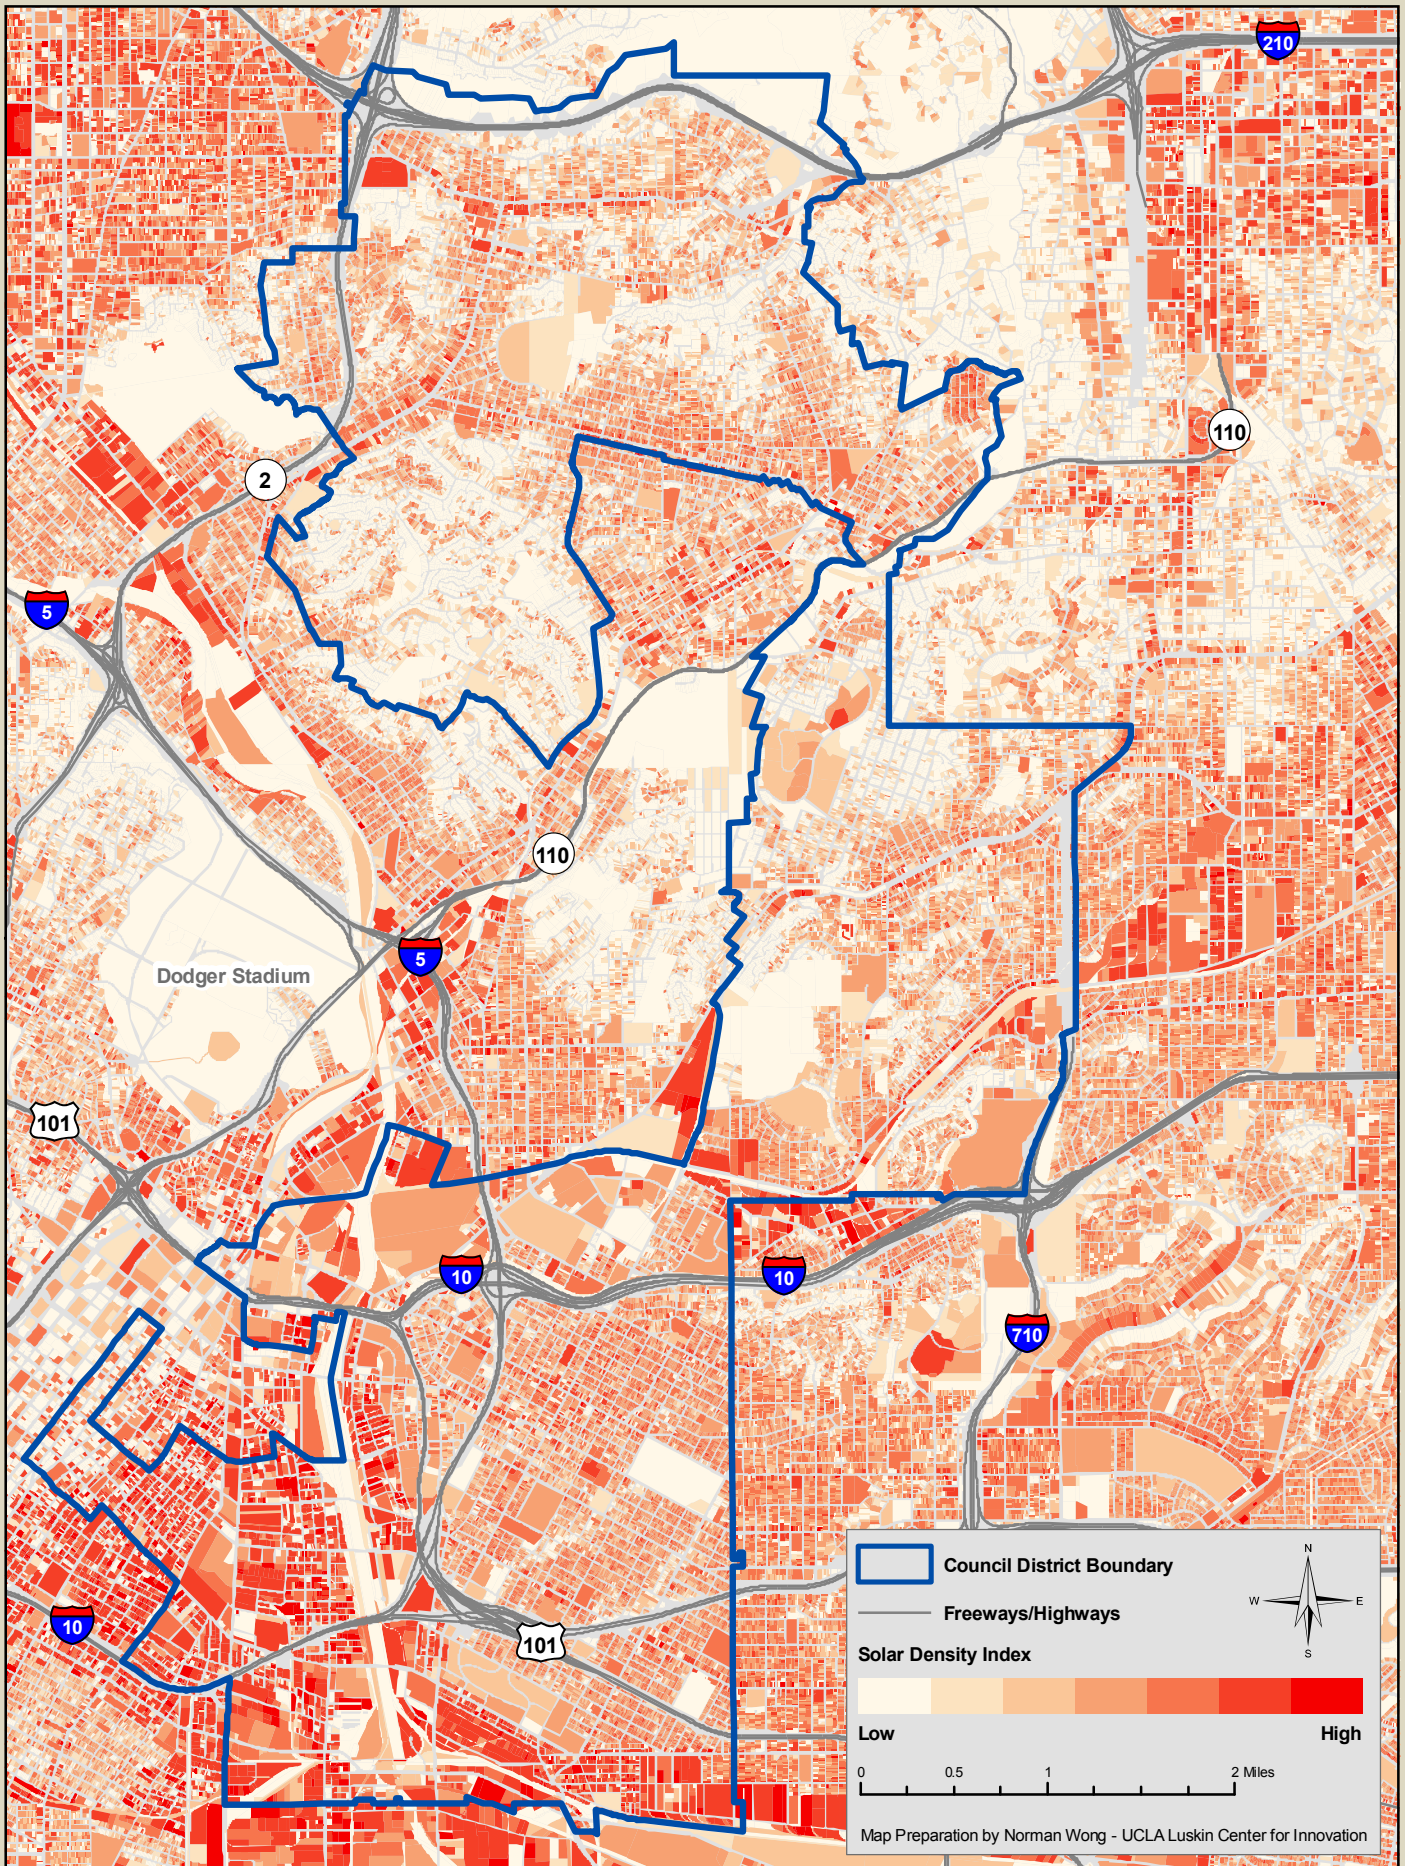 210
110
2
5
110
5
Dodger Stadium
101
10
10
710
10
101
Council District Boundary
Freeways/Highways
N
W
E
S
Solar Density Index
Low
High
0
0.5
1
2 Miles
Map Preparation by Norman Wong - UCLA Luskin Center for Innovation